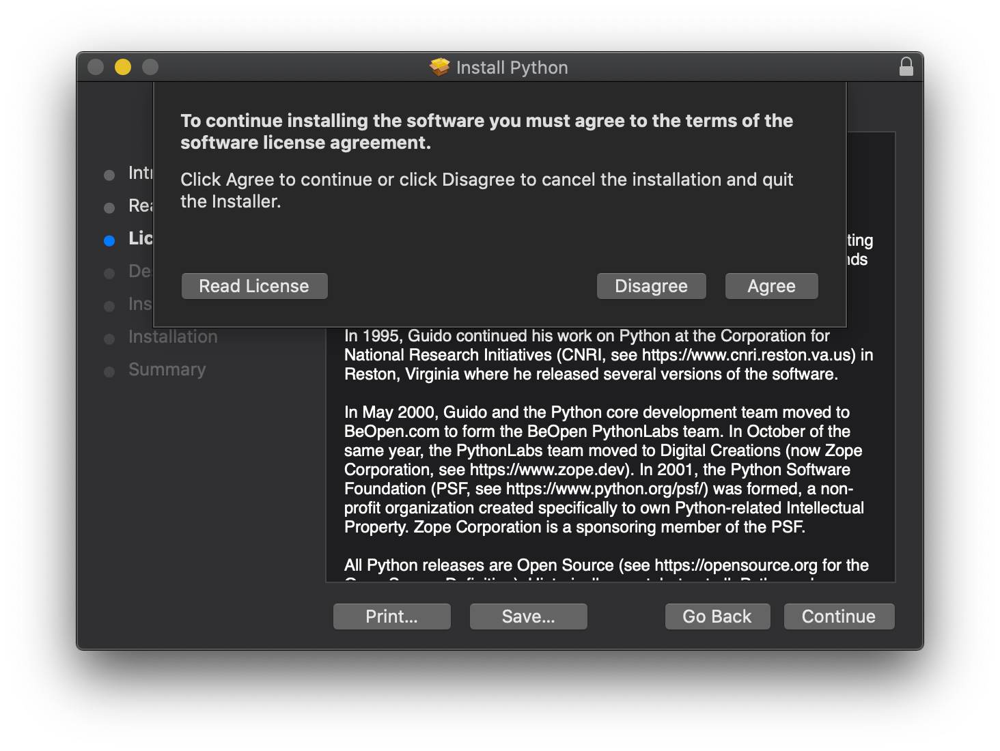 Install Python
To continue installing the software you must agree to the terms of the
software license agreement.
Click Agree to continue or click Disagree to cancel the installation and quit
the Installer.
Read License
Disagree
Agree
Installation
Summary
In 1995, Guido continued his work on Python at the Corporation for
National Research Initiatives (CNRI, see https://www.cnri.reston.va.us) in
Reston, Virginia where he released several versions of the software.
In May 2000, Guido and the Python core development team moved to
BeOpen.com to form the BeOpen PythonLabs team. In October of the
same year, the PythonLabs team moved to Digital Creations (now Zope
Corporation, see https://www.zope.dev). In 2001, the Python Software
Foundation (PSF, see https://www.python.org/psf/) was formed, a non-
profit organization created specifically to own Python-related Intellectual
Property. Zope Corporation is a sponsoring member of the PSF.
All Python releases are Open Source (see https://opensource.org for the
Print...
Save...
Go Back
Continue